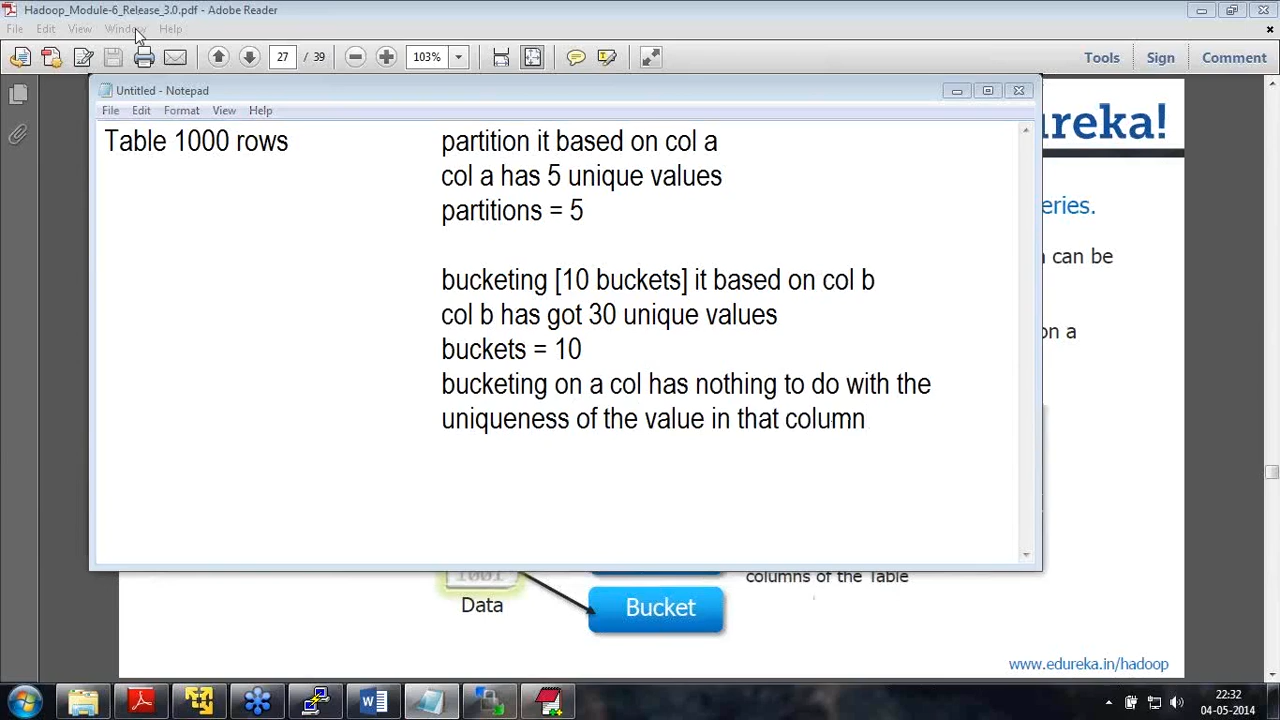 Hadoop_Module-6_Release_3.0.pdf - Adobe Reader
File Edit View Window Help
27 / 39 103% Tools Sign Comment
Untitled - Notepad
File Edit Format View Help
Table 1000 rows partition it based on col a
col a has 5 unique values
partitions = 5
bucketing [10 buckets] it based on col b
col b has got 30 unique values
buckets = 10
bucketing on a col has nothing to do with the
uniqueness of the value in that column
ureka!
eries.
can be
on a
columns of the Table
Data
Bucket
www.edureka.in/hadoop
22:32
04-05-2014